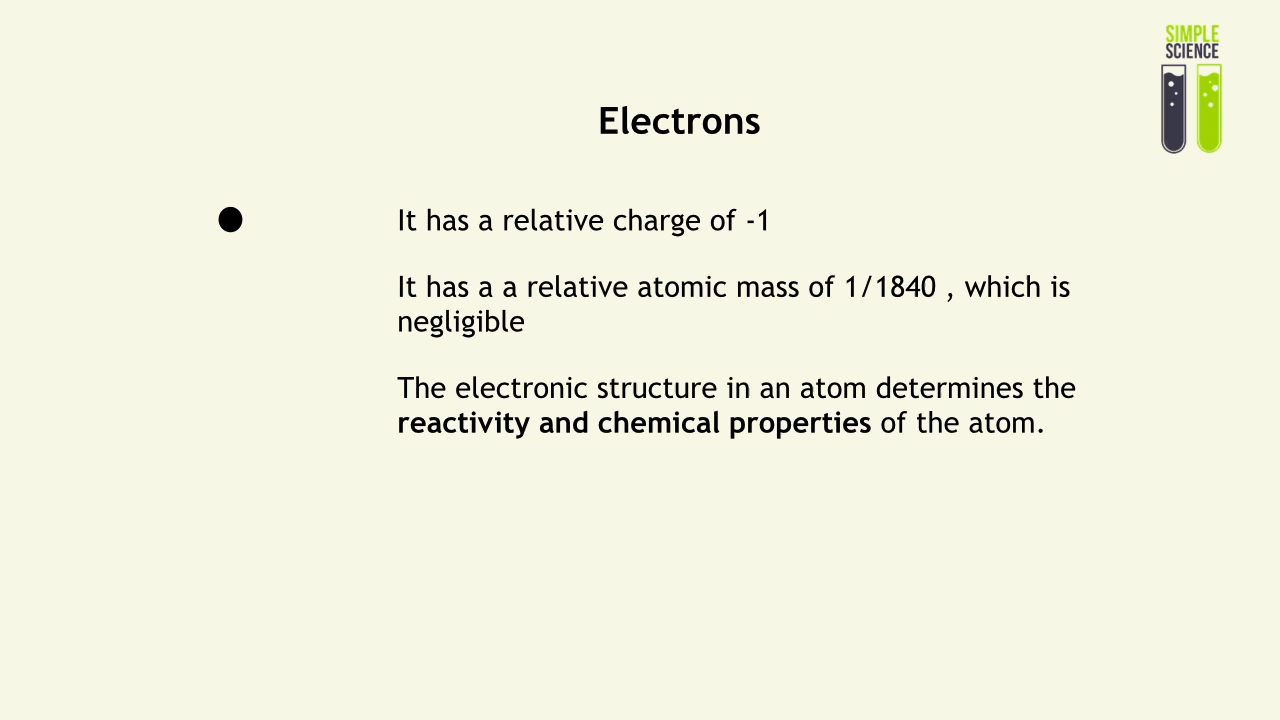 SIMPLE
SCIENCE
Electrons
It has a relative charge of -1
It has a a relative atomic mass of 1/1840 , which is
negligible
The electronic structure in an atom determines the
reactivity and chemical properties of the atom.